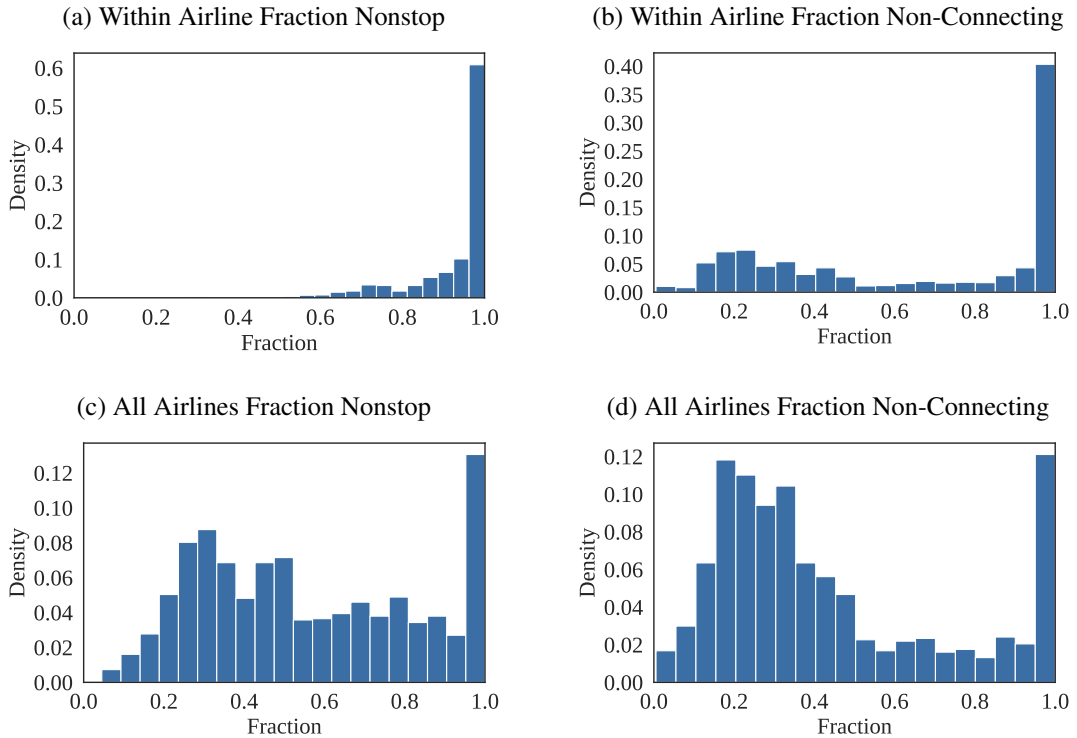 (a) Within Airline Fraction Nonstop
0.6
0.5
0.4
0.3
0.2
0.1
0.0
Density
0.0 0.2 0.4 0.6 0.8 1.0
Fraction
(b) Within Airline Fraction Non-Connecting
0.40
0.35
0.30
0.25
0.20
0.15
0.10
0.05
0.00
Density
0.0 0.2 0.4 0.6 0.8 1.0
Fraction
(c) All Airlines Fraction Nonstop
0.12
0.10
0.08
0.06
0.04
0.02
0.00
Density
0.0 0.2 0.4 0.6 0.8 1.0
Fraction
(d) All Airlines Fraction Non-Connecting
0.12
0.10
0.08
0.06
0.04
0.02
0.00
Density
0.0 0.2 0.4 0.6 0.8 1.0
Fraction